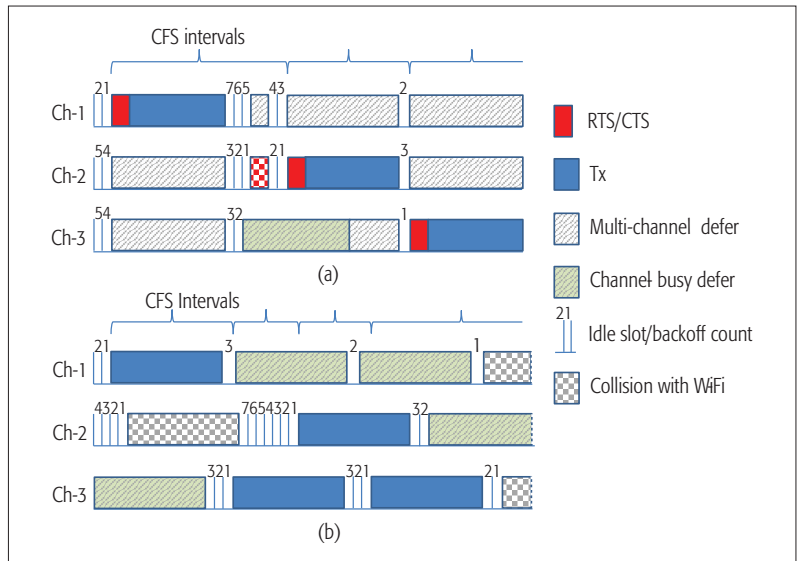 CFS intervals
21 765 43 2
Ch-1
54 321 21 3
Ch-2
54 32 1
Ch-3
(a)
CFS Intervals
21 3 2 1
Ch-1
4321 7654321 32
Ch-2
321 321 21
Ch-3
(b)
RTS/CTS
Tx
Multi-channel defer
Channel-busy defer
21
Idle slot/backoff count
Collision with WiFi